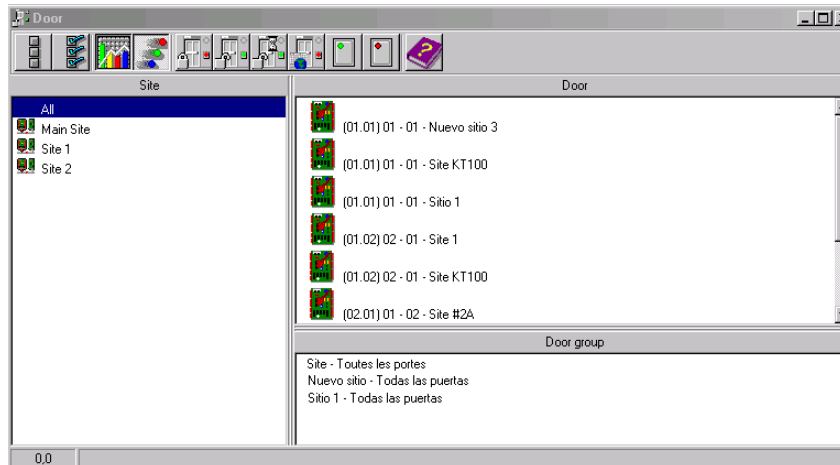 Door
Site
All
Main Site
Site 1
Site 2
Door
(01.01) 01 - 01 - Nuevo sitio 3
(01.01) 01 - 01 - Site KT100
(01.01) 01 - 01 - Sitio 1
(01.02) 02 - 01 - Site 1
(01.02) 02 - 01 - Site KT100
(02.01) 01 - 02 - Site #2A
Door group
Site - Toutes les portes
Nuevo sitio - Todas las puertas
Sitio 1 - Todas las puertas
0,0